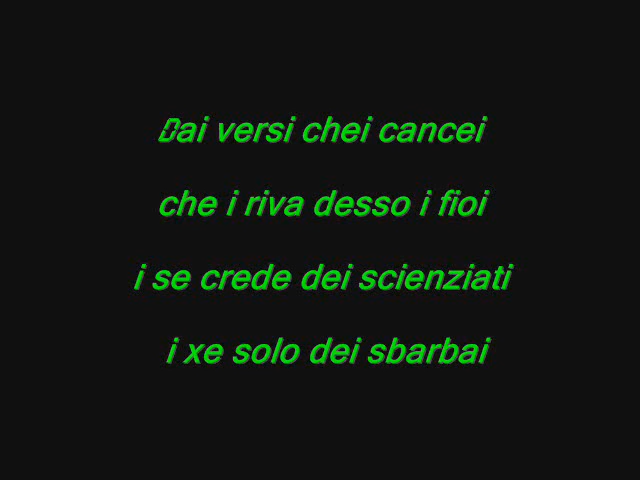 Dai versi chei cancei
che i riva desso i fioi
i se crede dei scienziati
i xe solo dei sbarbai